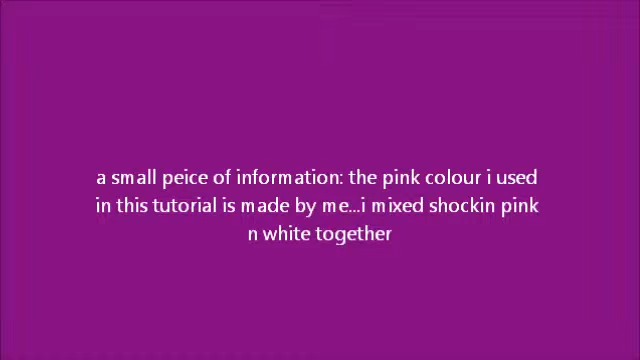 a small peice of information: the pink colour i used
in this tutorial is made by me...i mixed shockin pink
n white together